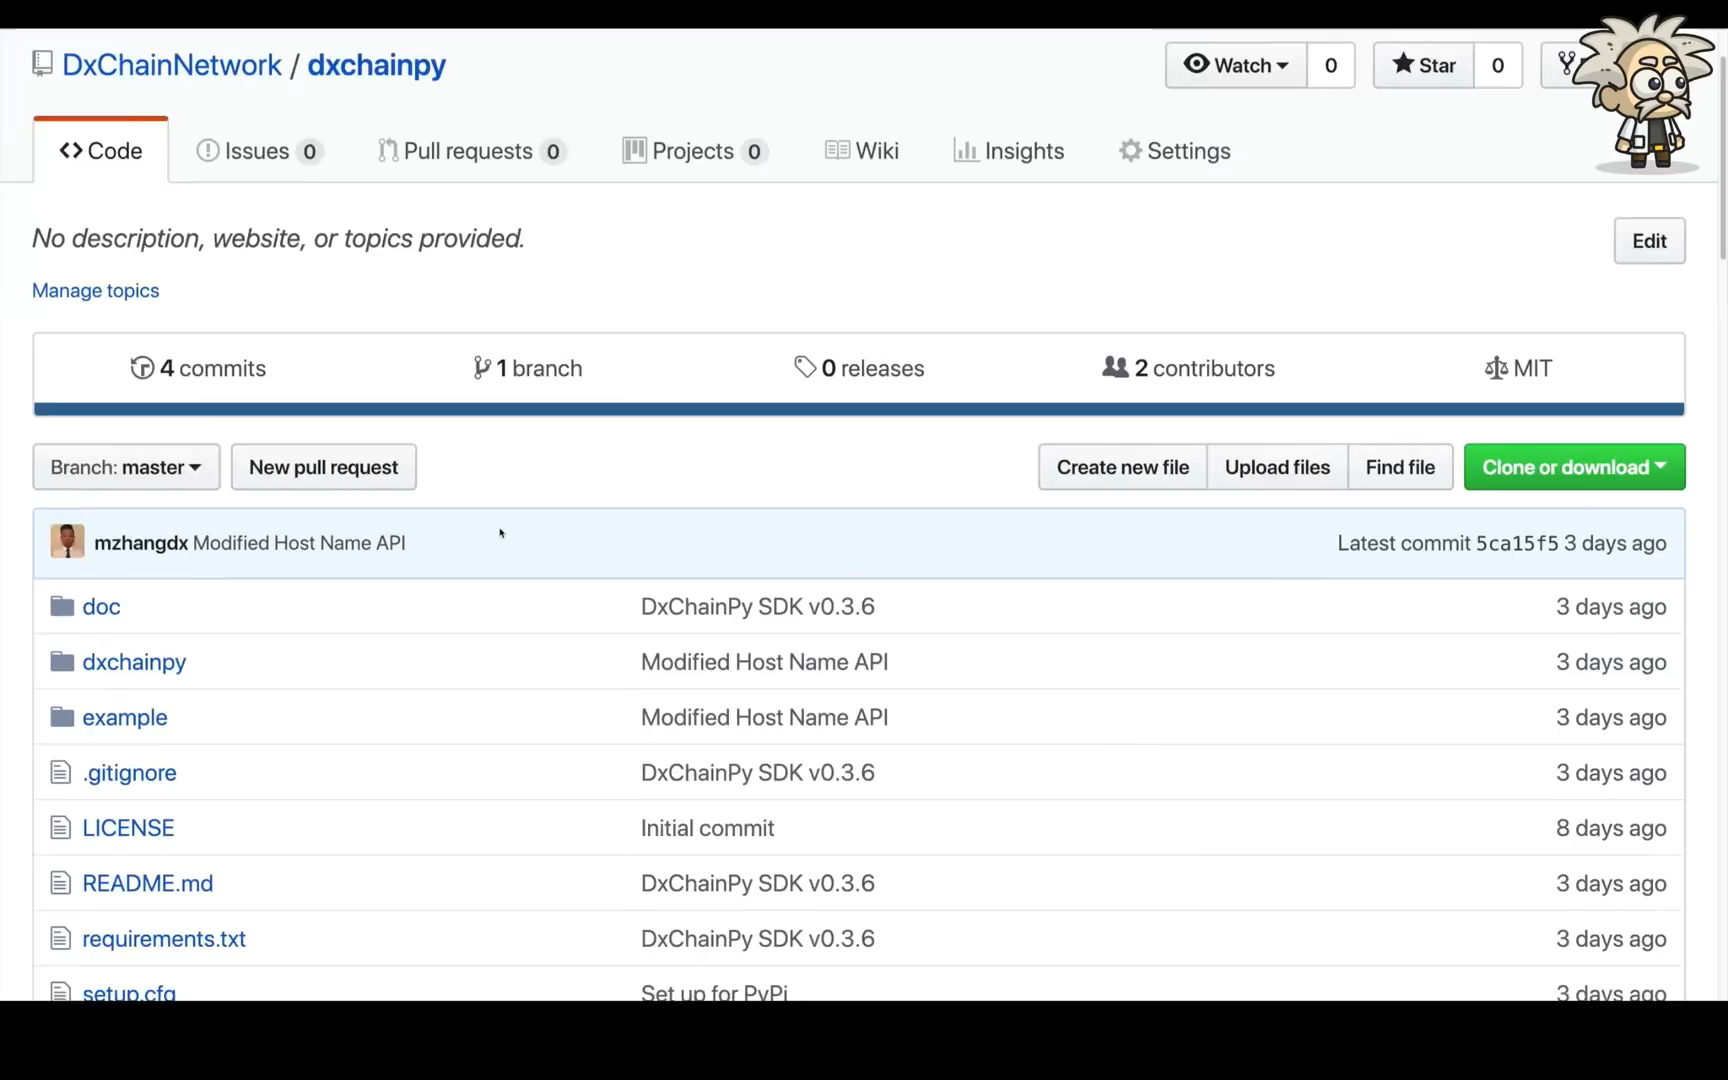 DxChainNetwork / dxchainpy
Watch 0
Star 0
Code
Issues 0
Pull requests 0
Projects 0
Wiki
Insights
Settings
No description, website, or topics provided.
Edit
Manage topics
4 commits
1 branch
0 releases
2 contributors
MIT
Branch: master
New pull request
Create new file
Upload files
Find file
Clone or download
mzhangdx Modified Host Name API
Latest commit 5ca15f5 3 days ago
doc DxChainPy SDK v0.3.6 3 days ago
dxchainpy Modified Host Name API 3 days ago
example Modified Host Name API 3 days ago
.gitignore DxChainPy SDK v0.3.6 3 days ago
LICENSE Initial commit 8 days ago
README.md DxChainPy SDK v0.3.6 3 days ago
requirements.txt DxChainPy SDK v0.3.6 3 days ago
setup.cfg Set up for PyPi 3 days ago